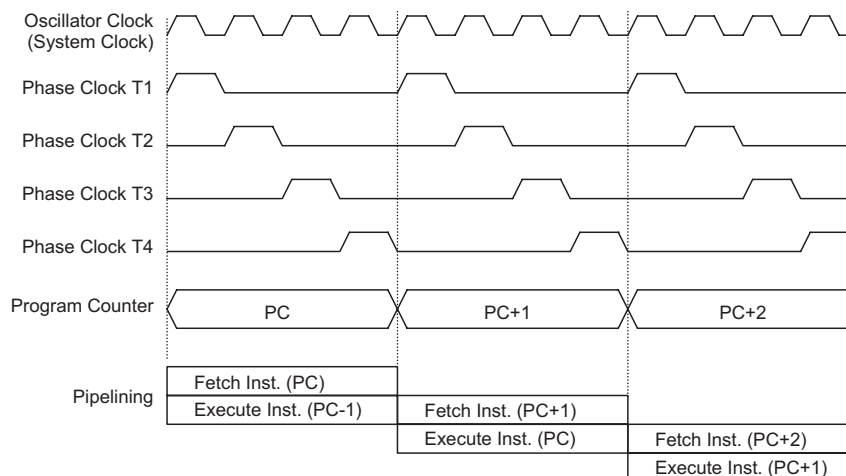 Oscillator Clock
(System Clock)
Phase Clock T1
Phase Clock T2
Phase Clock T3
Phase Clock T4
Program Counter
PC
PC+1
PC+2
Pipelining
Fetch Inst. (PC)
Execute Inst. (PC-1)
Fetch Inst. (PC+1)
Execute Inst. (PC)
Fetch Inst. (PC+2)
Execute Inst. (PC+1)